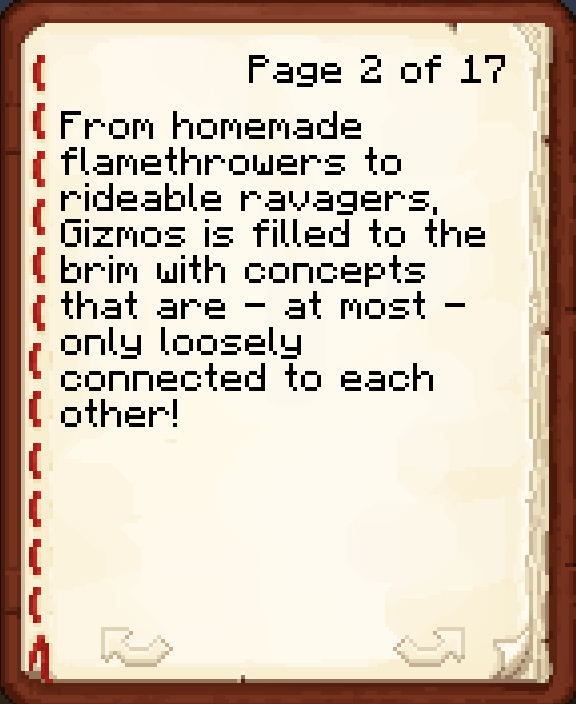 Page 2 of 17
From homemade
flamethrowers to
rideable ravagers,
Gizmos is filled to the
brim with concepts
that are - at most -
only loosely
connected to each
other!